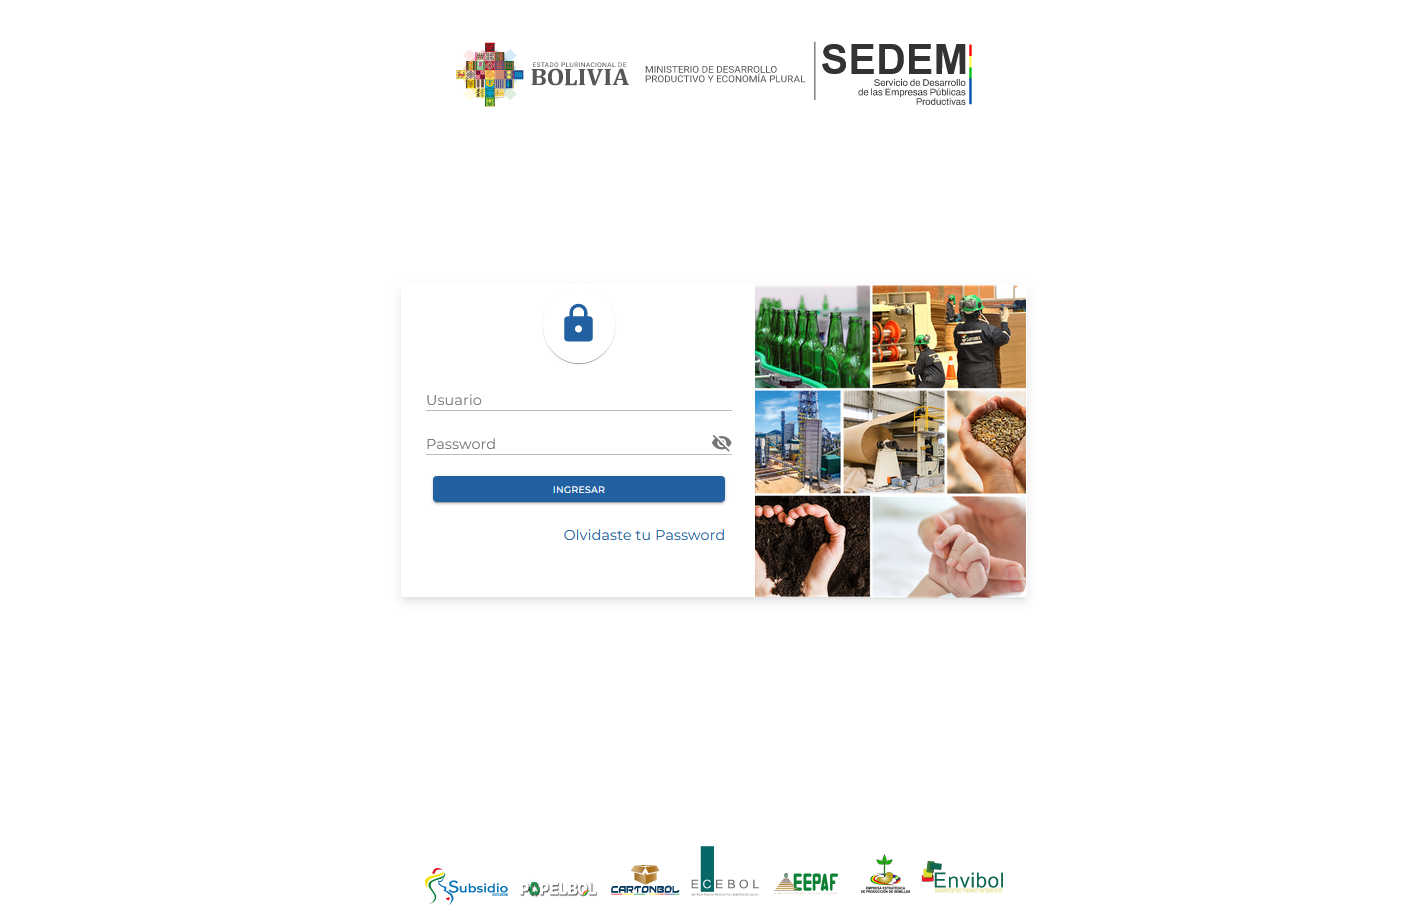 ESTADO PLURINACIONAL DE
BOLIVIA
MINISTERIO DE DESARROLLO
PRODUCTIVO Y ECONOMÍA PLURAL
SEDEM
Servicio de Desarrollo
de las Empresas Públicas
Productivas
Usuario
Password
INGRESAR
Olvidaste tu Password
CARTONBOL
Subsidio
PAPELBOL
CARTONBOL
ECEBOL
EEPAF
EMPRESA ESTRATÉGICA
DE PRODUCCIÓN DE SEMILLAS
Envibol